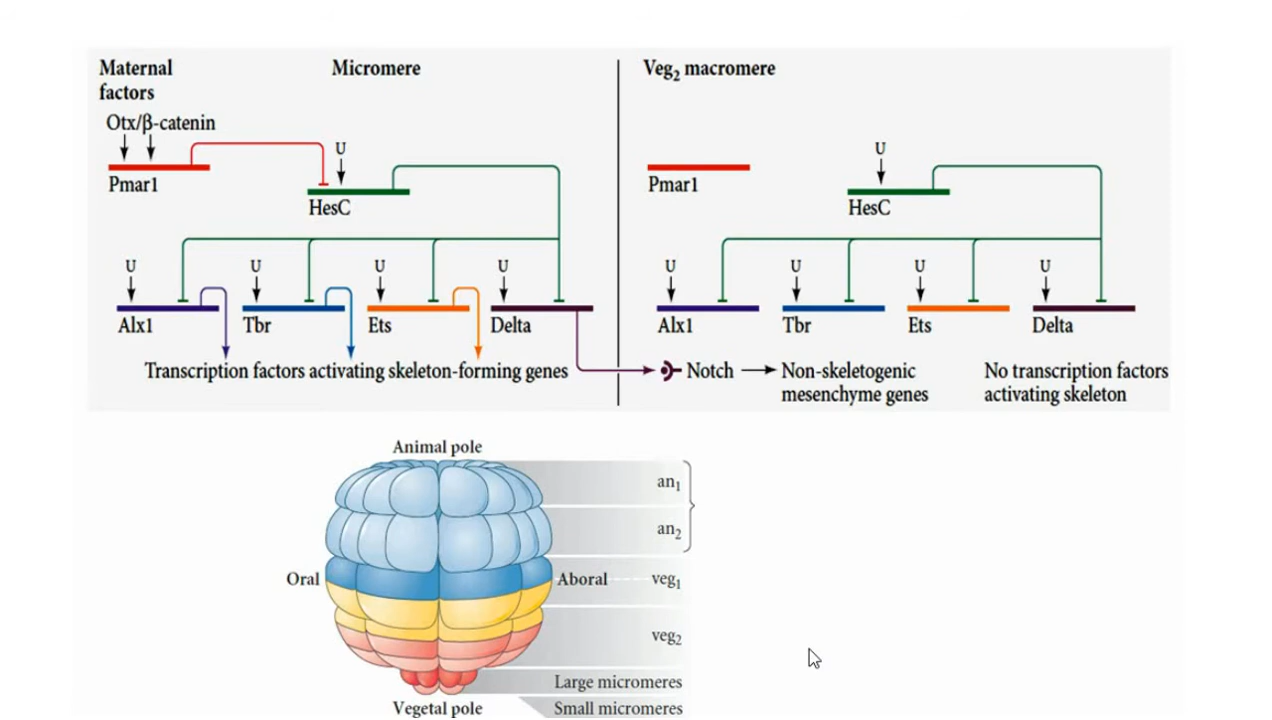 Maternal
factors
Micromere
Veg₂ macromere
Otx/β-catenin
U
U
Pmar1
HesC
Pmar1
HesC
U
U
U
U
U
U
U
U
Alx1
Tbr
Ets
Delta
Alx1
Tbr
Ets
Delta
Transcription factors activating skeleton-forming genes
Notch
Non-skeletogenic
mesenchyme genes
No transcription factors
activating skeleton
Animal pole
an₁
an₂
Oral
Aboral
veg₁
veg₂
Large micromeres
Vegetal pole
Small micromeres